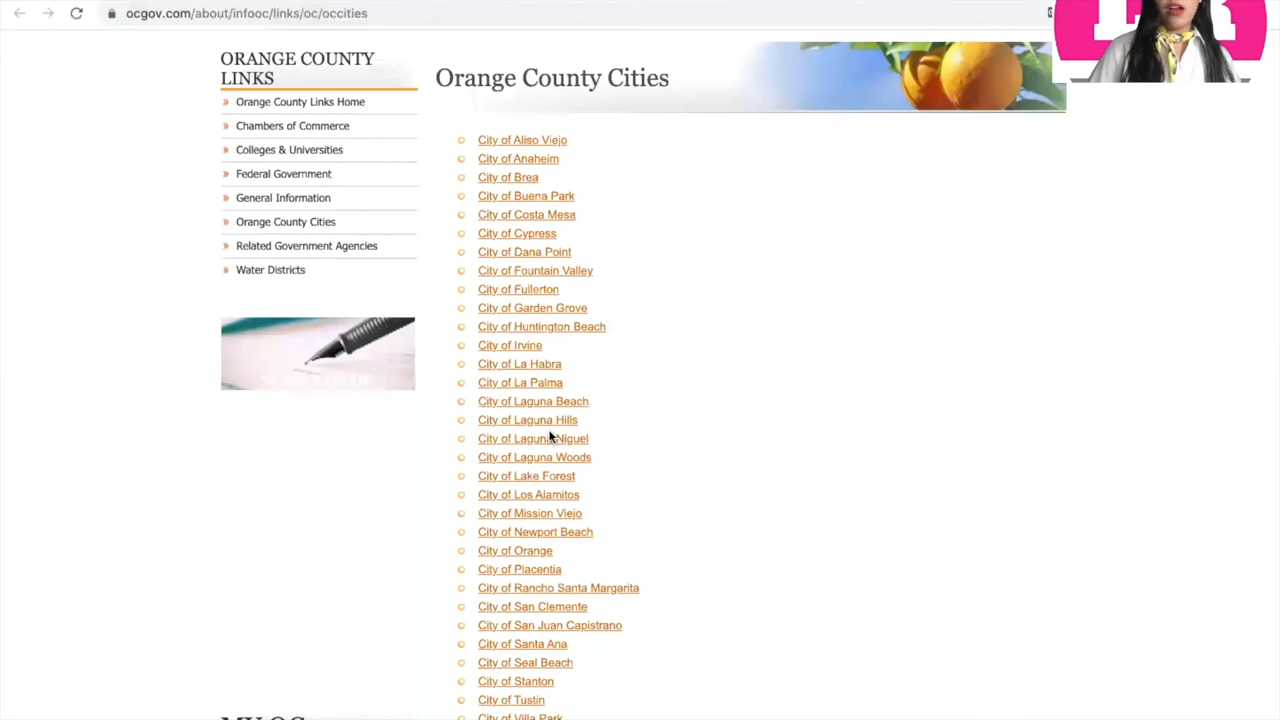 ocgov.com/about/infooc/links/oc/occities
ORANGE COUNTY
LINKS
Orange County Links Home
Chambers of Commerce
Colleges & Universities
Federal Government
General Information
Orange County Cities
Related Government Agencies
Water Districts
Orange County Cities
City of Aliso Viejo
City of Anaheim
City of Brea
City of Buena Park
City of Costa Mesa
City of Cypress
City of Dana Point
City of Fountain Valley
City of Fullerton
City of Garden Grove
City of Huntington Beach
City of Irvine
City of La Habra
City of La Palma
City of Laguna Beach
City of Laguna Hills
City of Laguna Niguel
City of Laguna Woods
City of Lake Forest
City of Los Alamitos
City of Mission Viejo
City of Newport Beach
City of Orange
City of Placentia
City of Rancho Santa Margarita
City of San Clemente
City of San Juan Capistrano
City of Santa Ana
City of Seal Beach
City of Stanton
City of Tustin
City of Villa Park
MY OC